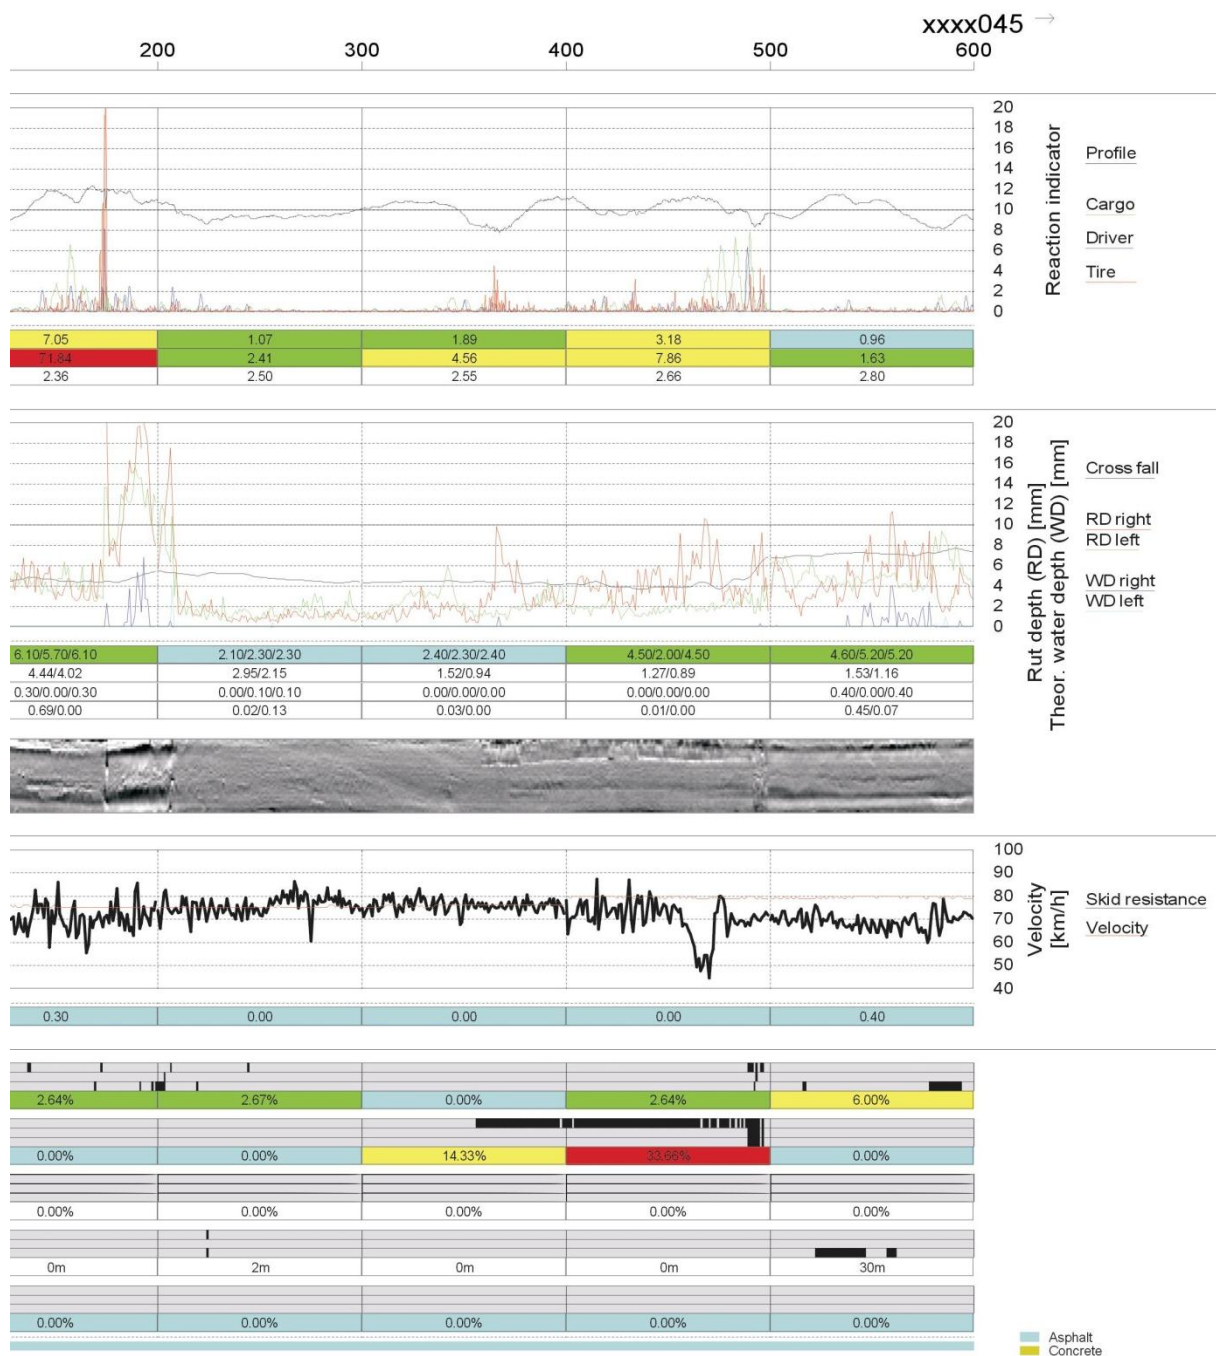 xxxx045 →
200 300 400 500 600
20
18
16
14
12
10
8
6
4
2
0
Reaction indicator
Profile
Cargo
Driver
Tire
7.05 1.07 1.89 3.18 0.96
71.84 2.41 4.56 7.86 1.63
2.36 2.50 2.55 2.66 2.80
20
18
16
14
12
10
8
6
4
2
0
Rut depth (RD) [mm]
Theor. water depth (WD) [mm]
Cross fall
RD right
RD left
WD right
WD left
6.10/5.70/6.10 2.10/2.30/2.30 2.40/2.30/2.40 4.50/2.00/4.50 4.60/5.20/5.20
4.44/4.02 2.95/2.15 1.52/0.94 1.27/0.89 1.53/1.16
0.30/0.00/0.30 0.00/0.10/0.10 0.00/0.00/0.00 0.00/0.00/0.00 0.40/0.00/0.40
0.69/0.00 0.02/0.13 0.03/0.00 0.01/0.00 0.45/0.07
100
90
80
70
60
50
40
Velocity
[km/h]
Skid resistance
Velocity
0.30 0.00 0.00 0.00 0.40
2.64% 2.67% 0.00% 2.64% 6.00%
0.00% 0.00% 14.33% 33.66% 0.00%
0.00% 0.00% 0.00% 0.00% 0.00%
0m 2m 0m 0m 30m
0.00% 0.00% 0.00% 0.00% 0.00%
Asphalt
Concrete